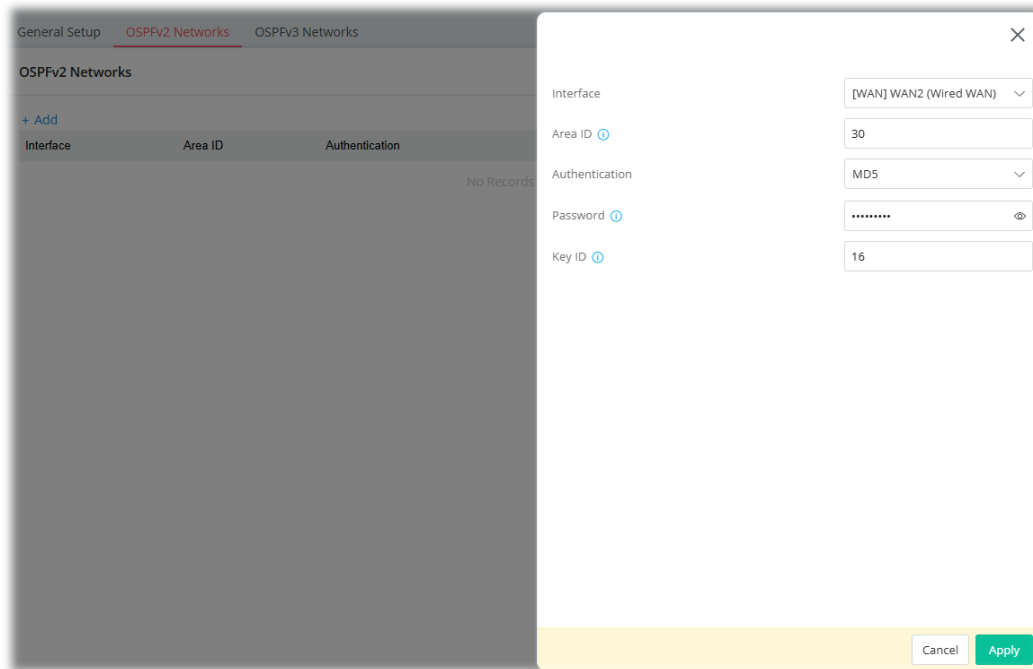 General Setup OSPFv2 Networks OSPFv3 Networks
OSPFv2 Networks
+ Add
Interface Area ID Authentication
No Records
Interface [WAN] WAN2 (Wired WAN)
Area ID 30
Authentication MD5
Password •••••••••
Key ID 16
Cancel Apply